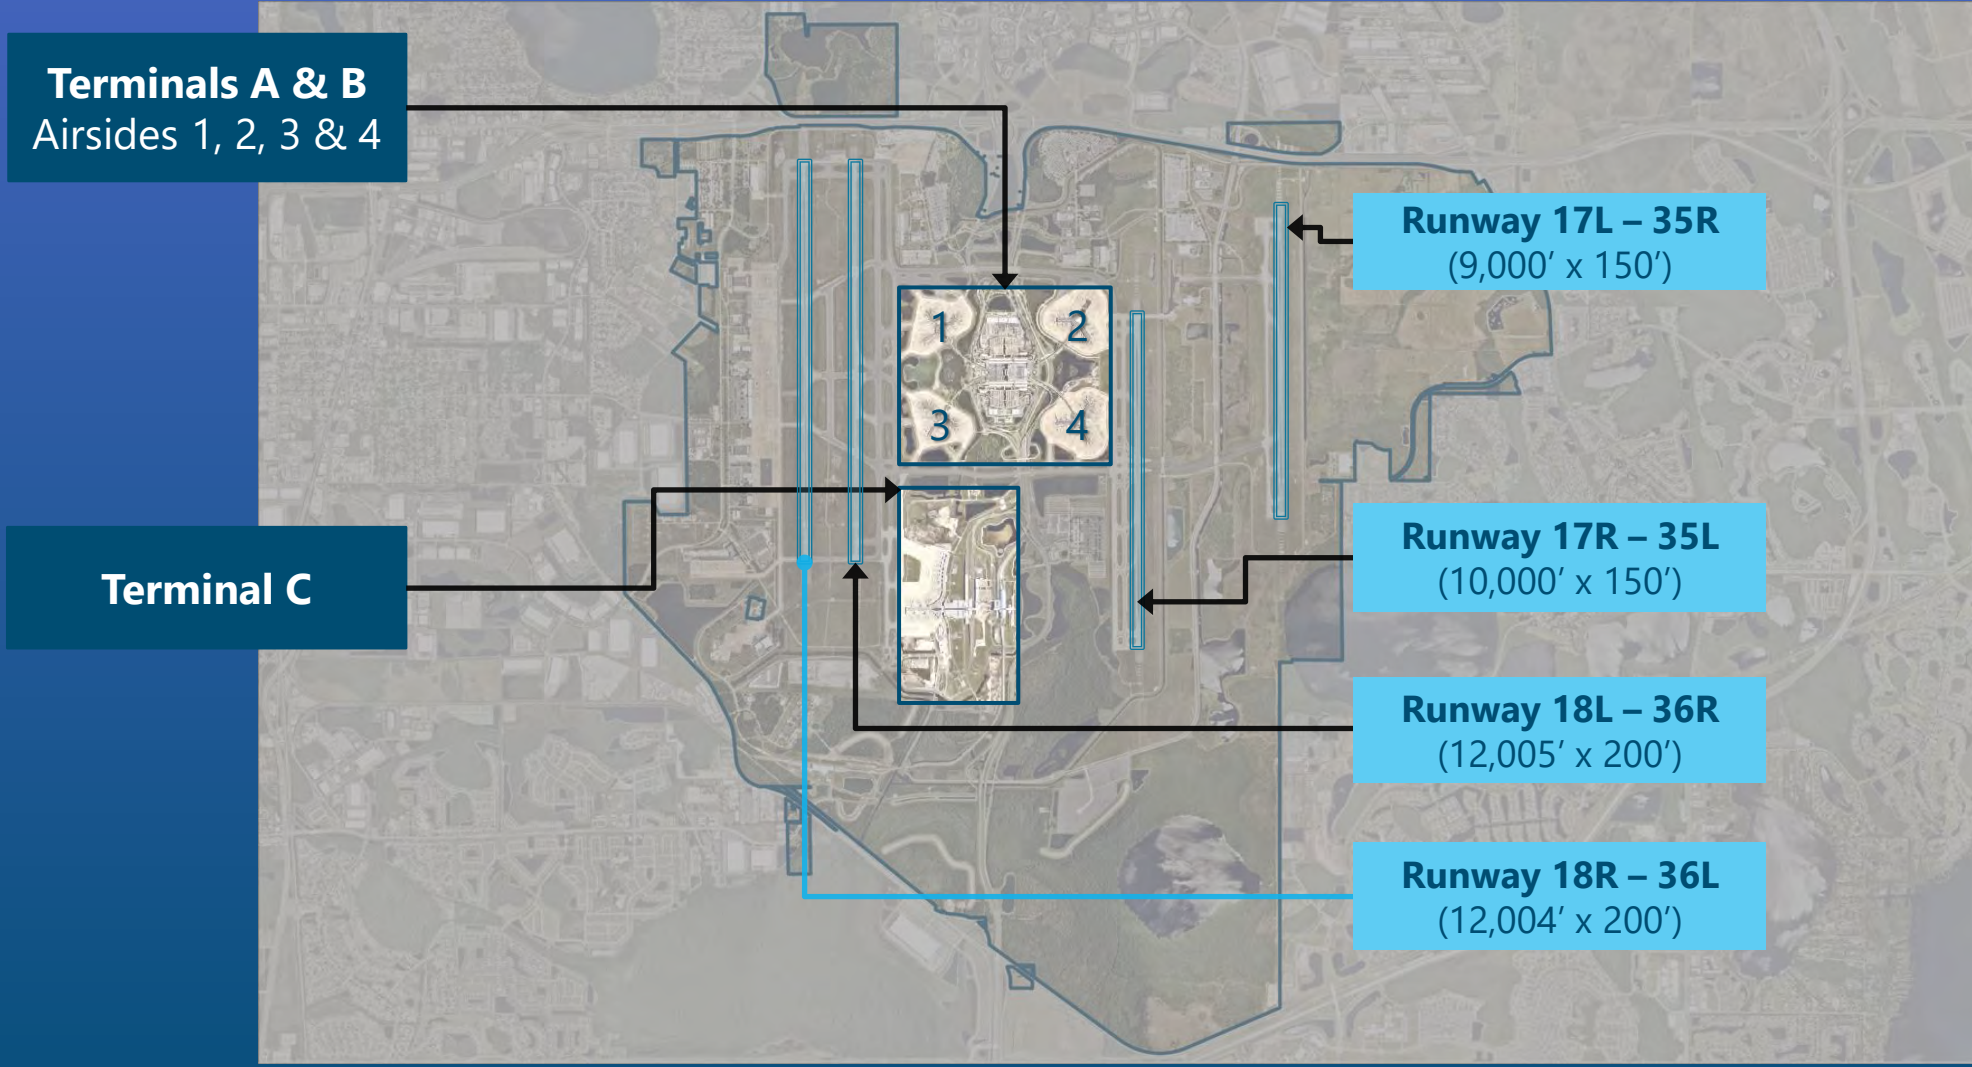 Terminals A & B
Airsides 1, 2, 3 & 4
Runway 17L – 35R
(9,000’ x 150’)
1
2
3
4
Runway 17R – 35L
(10,000’ x 150’)
Terminal C
Runway 18L – 36R
(12,005’ x 200’)
Runway 18R – 36L
(12,004’ x 200’)